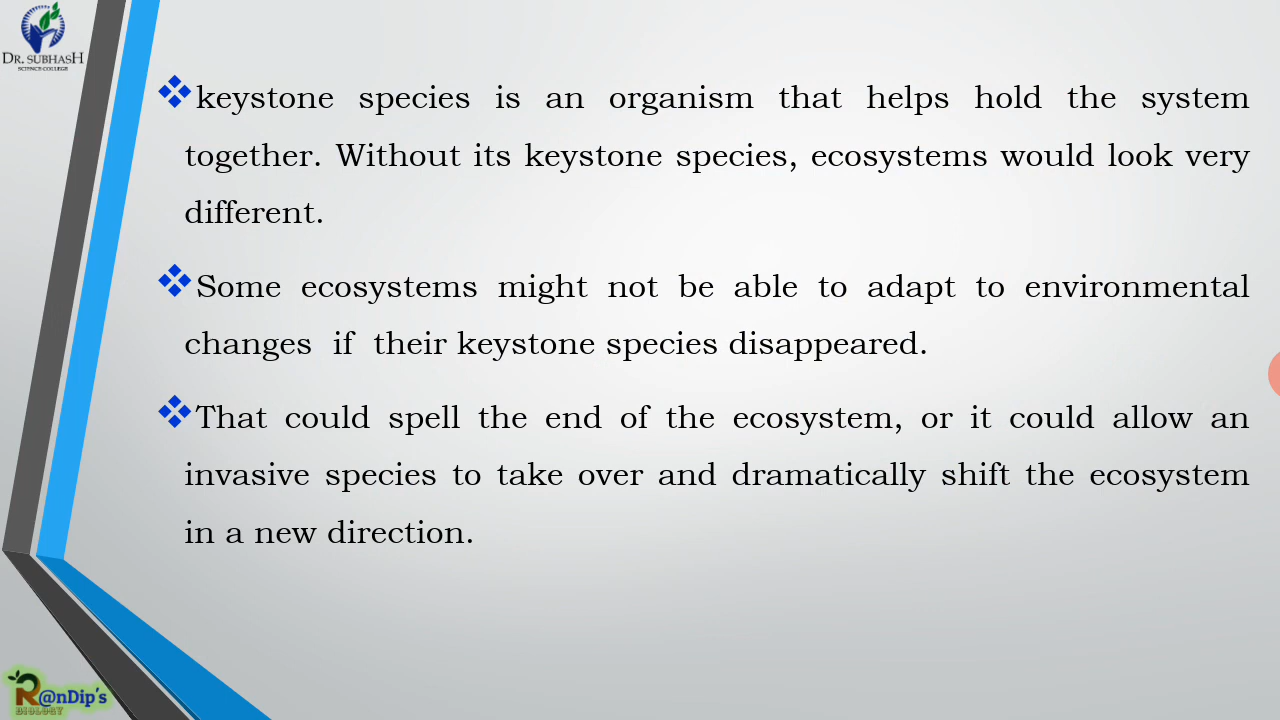 DR. SUBHASH
SCIENCE COLLEGE
keystone species is an organism that helps hold the system
together. Without its keystone species, ecosystems would look very
different.
Some ecosystems might not be able to adapt to environmental
changes if their keystone species disappeared.
That could spell the end of the ecosystem, or it could allow an
invasive species to take over and dramatically shift the ecosystem
in a new direction.
R@nDip's
BIOLOGY